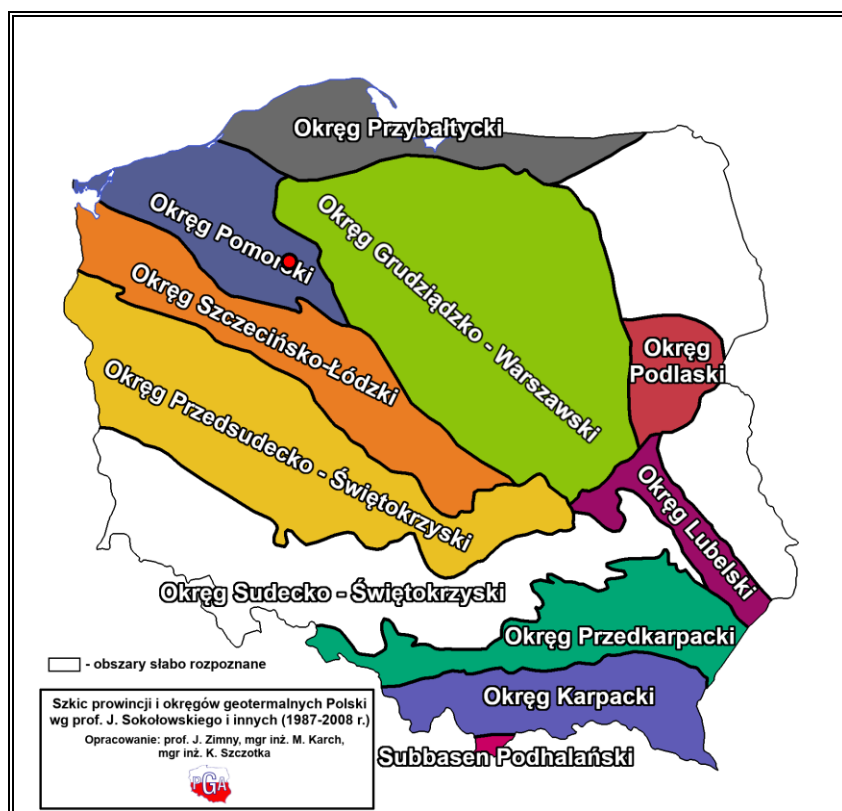 Okręg Przybałtycki
Okręg Pomorski
Okręg Grudziądzko - Warszawski
Okręg Szczecińsko-Łódzki
Okręg
Podlaski
Okręg Przedsudecko - Świętokrzyski
Okręg Lubelski
Okręg Sudecko - Świętokrzyski
Okręg Przedkarpacki
- obszary słabo rozpoznane
Okręg Karpacki
Subbasen Podhalański
Szkic prowincji i okręgów geotermalnych Polski
wg prof. J. Sokołowskiego i innych (1987-2008 r.)
Opracowanie: prof. J. Zimny, mgr inż. M. Karch,
mgr inż. K. Szczotka
PGA